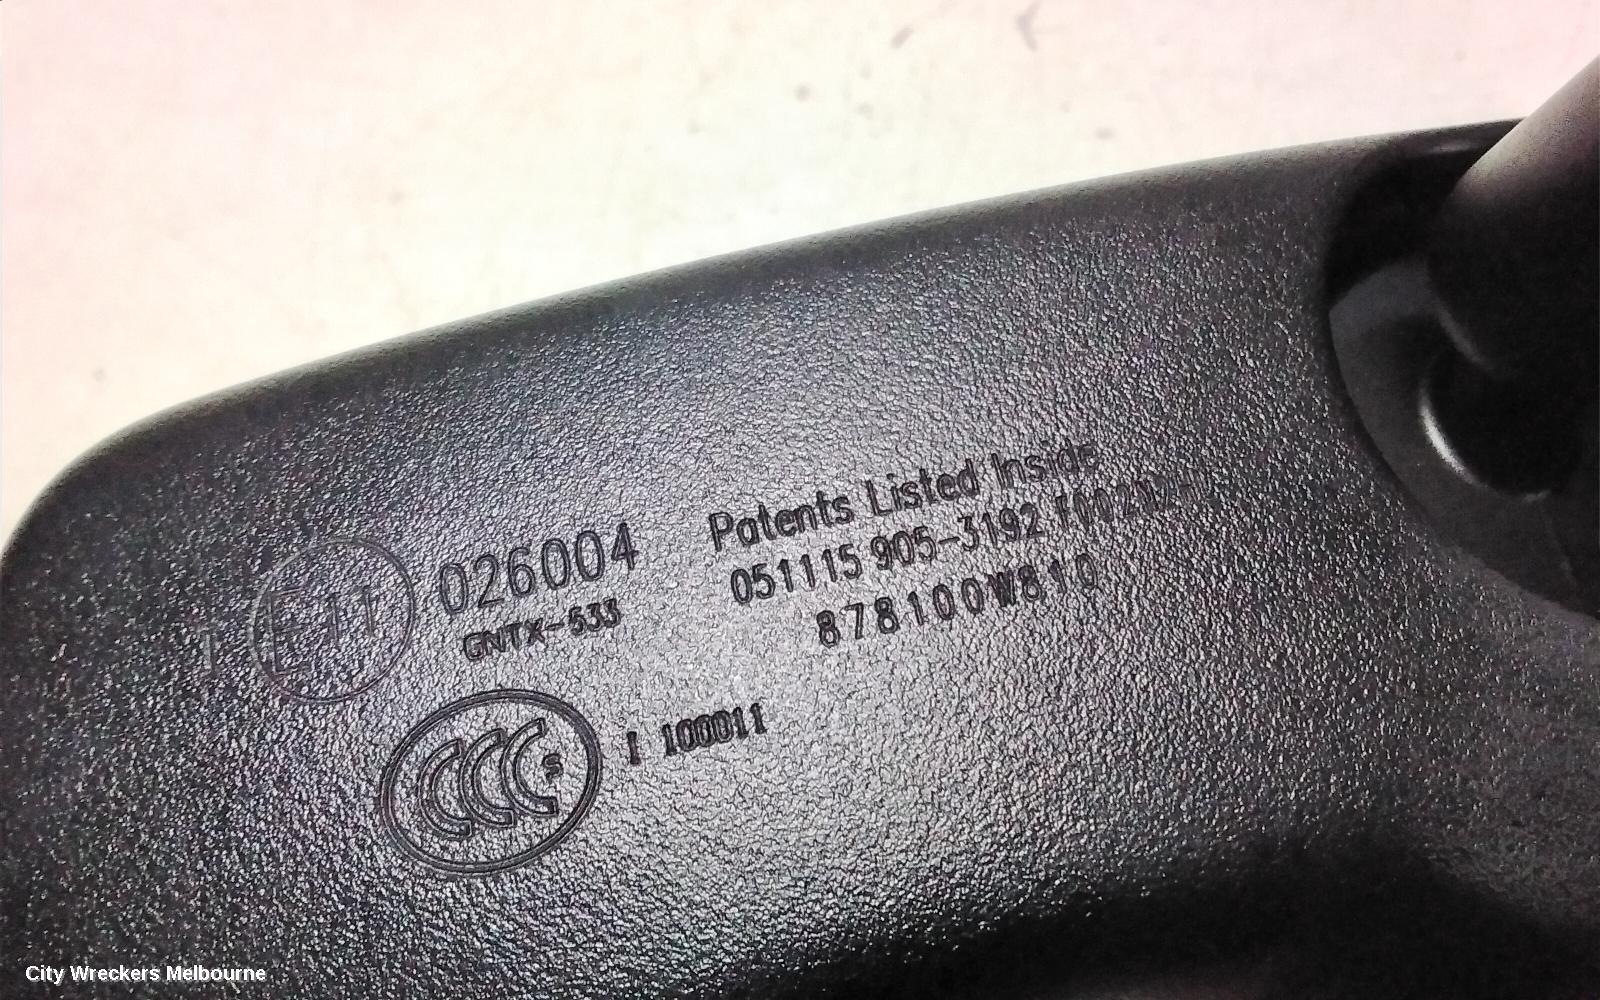 Patents Listed Inside
I E11 026004
051115 905-3192
GNTX-533
878100W810
I 100011
CCC S
City Wreckers Melbourne